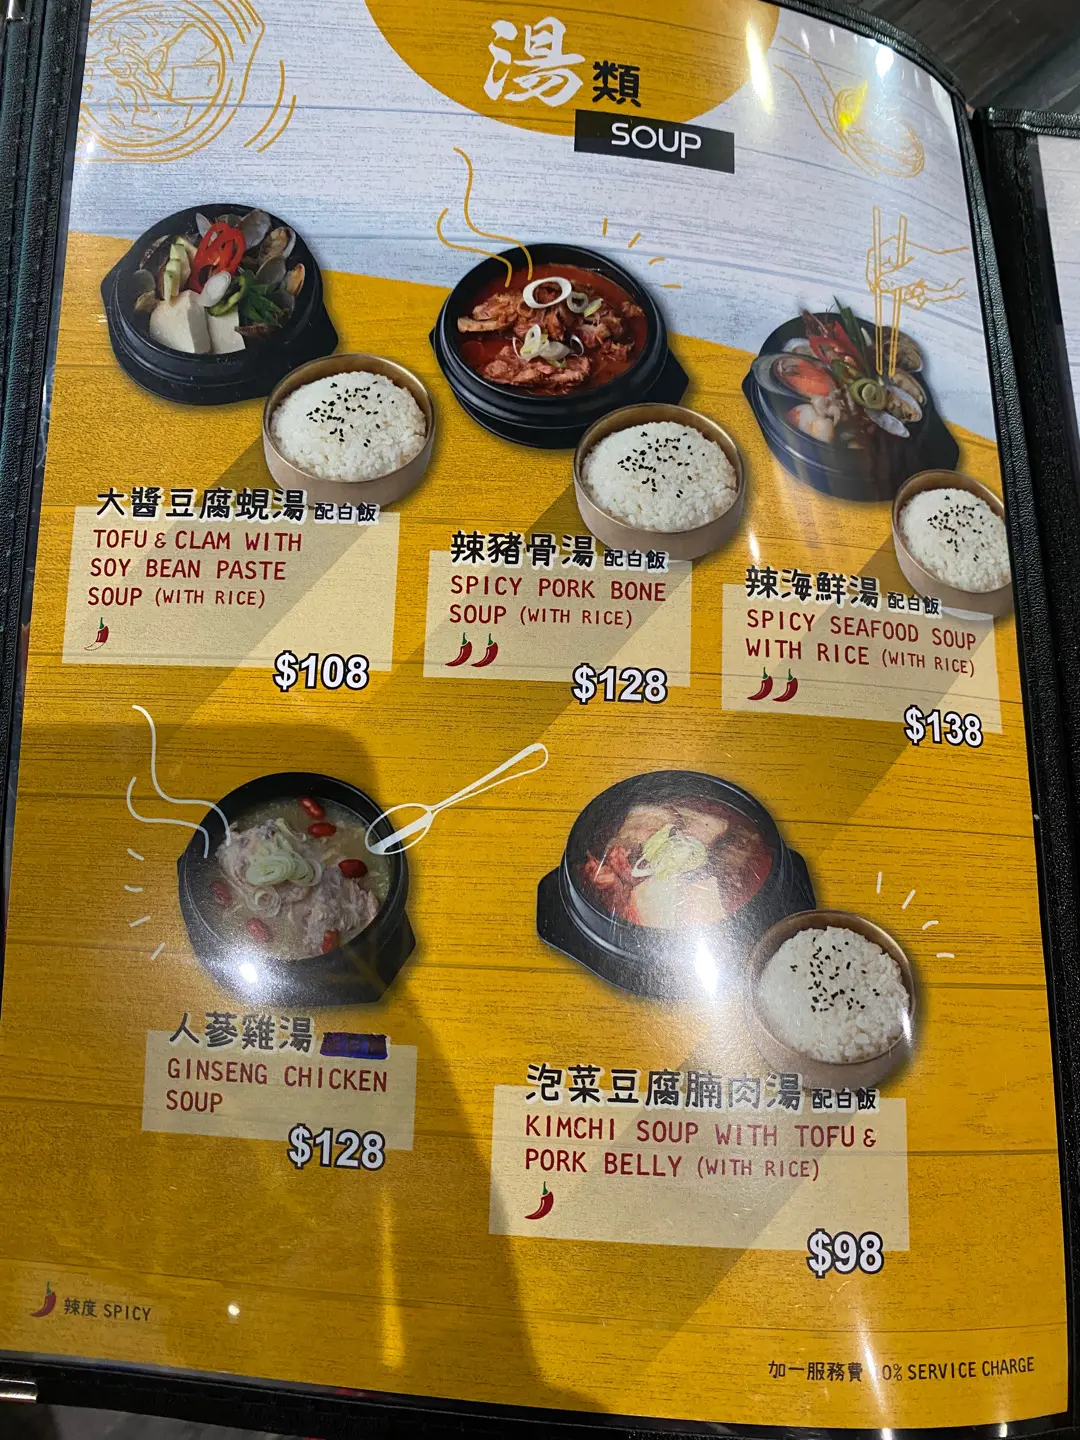 湯類
SOUP
大醬豆腐蜆湯 配白飯
TOFU & CLAM WITH
SOY BEAN PASTE
SOUP (WITH RICE)
$108
辣豬骨湯 配白飯
SPICY PORK BONE
SOUP (WITH RICE)
$128
辣海鮮湯 配白飯
SPICY SEAFOOD SOUP
WITH RICE (WITH RICE)
$138
人蔘雞湯
GINSENG CHICKEN
SOUP
$128
泡菜豆腐腩肉湯 配白飯
KIMCHI SOUP WITH TOFU &
PORK BELLY (WITH RICE)
$98
辣度 SPICY
加一服務費 0% SERVICE CHARGE